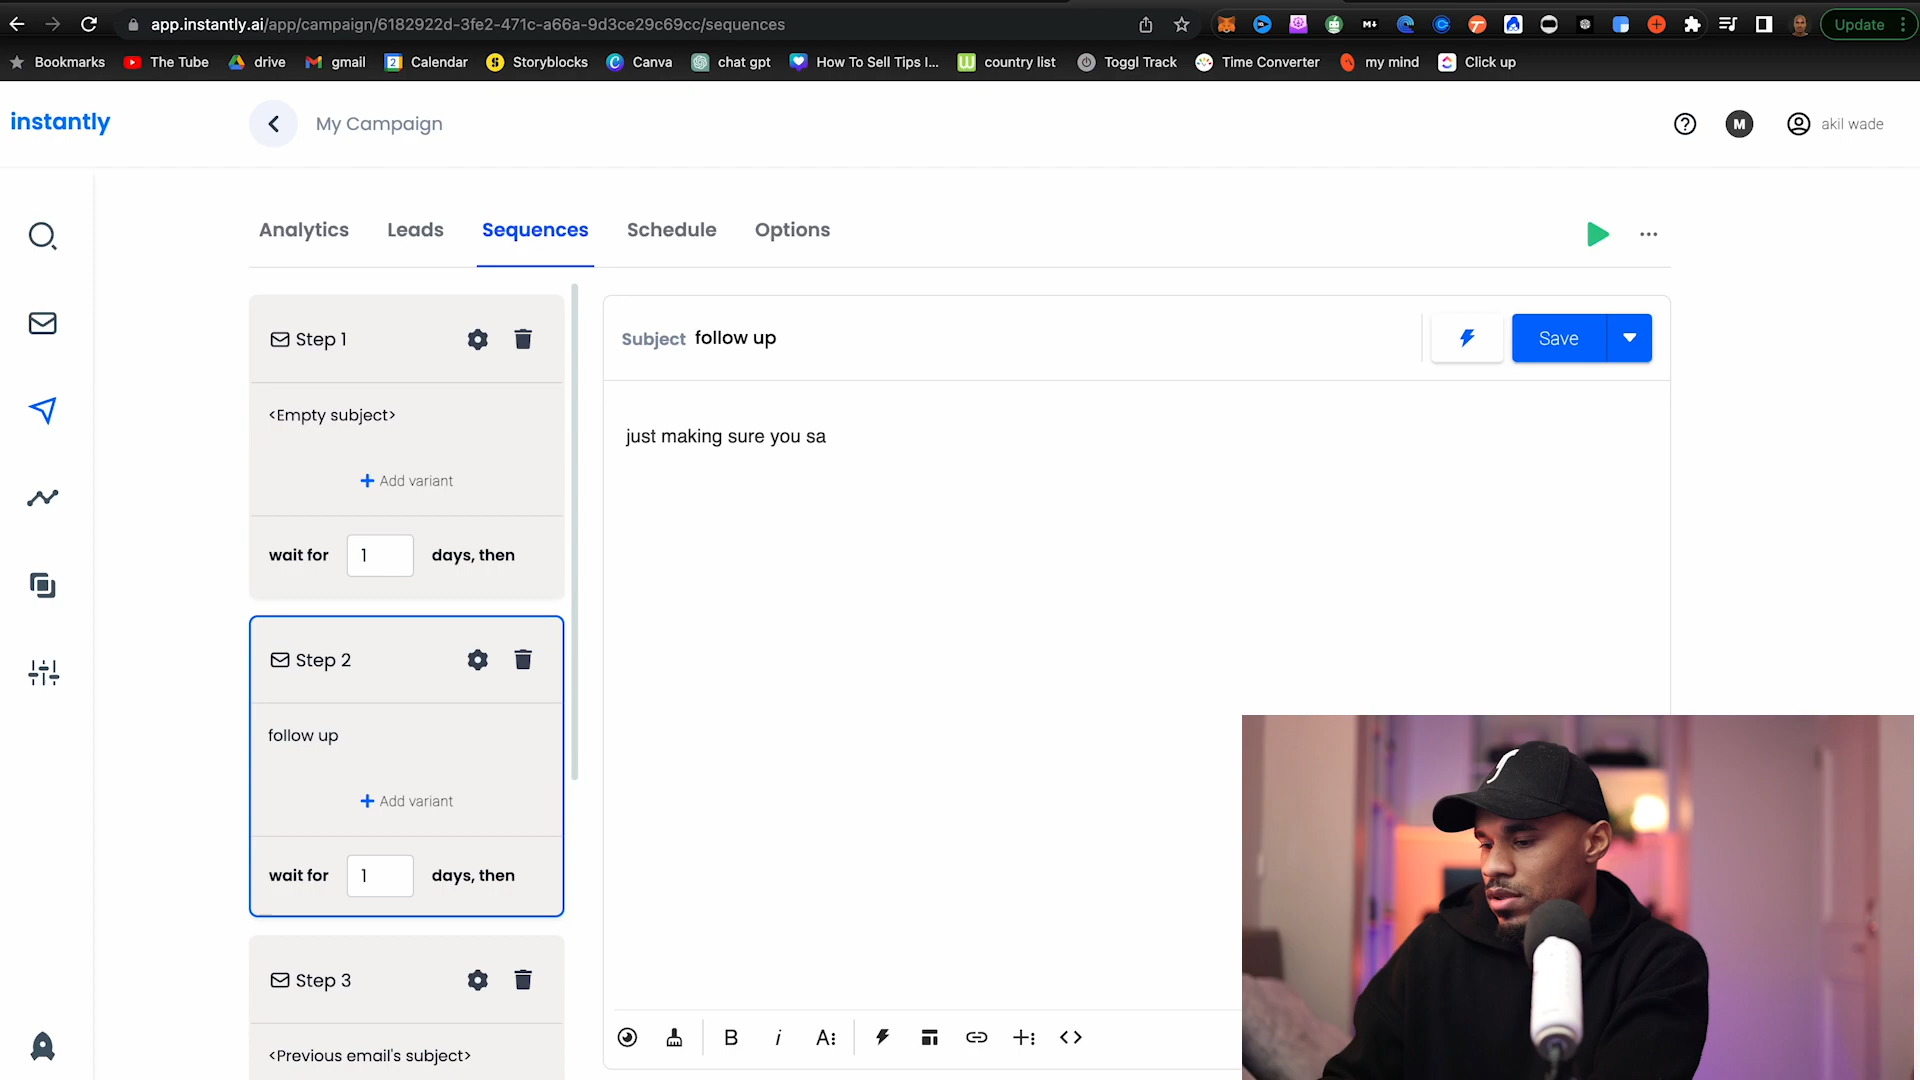 app.instantly.ai/app/campaign/6182922d-3fe2-471c-a66a-9d3ce29c69cc/sequences
Update
Bookmarks The Tube drive gmail Calendar Storyblocks Canva chat gpt How To Sell Tips I... country list Toggl Track Time Converter my mind Click up
instantly
My Campaign
M
akil wade
Analytics Leads Sequences Schedule Options
Step 1
<Empty subject>
Add variant
wait for 1 days, then
Step 2
follow up
Add variant
wait for 1 days, then
Step 3
<Previous email's subject>
Subject follow up
Save
just making sure you sa
B i A